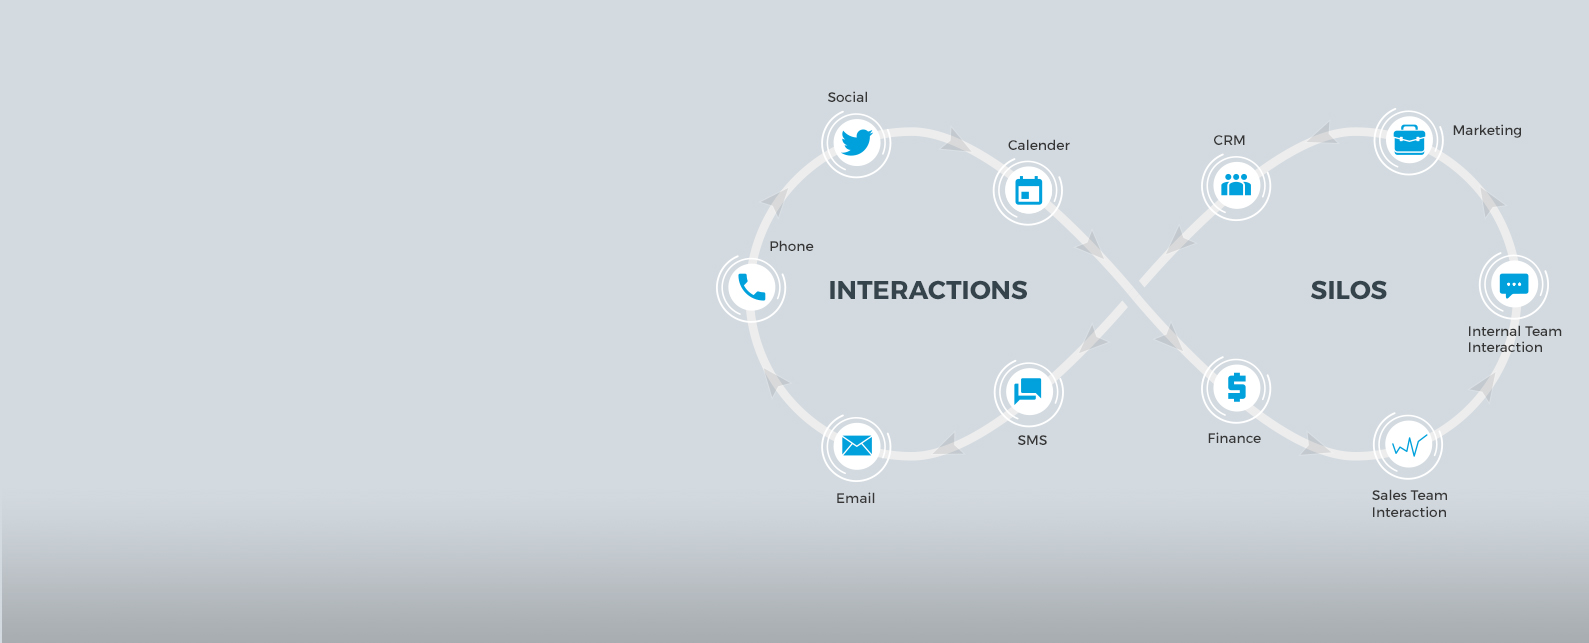 Social
Calender
Phone
INTERACTIONS
SMS
Email
CRM
Marketing
SILOS
Internal Team
Interaction
Finance
Sales Team
Interaction